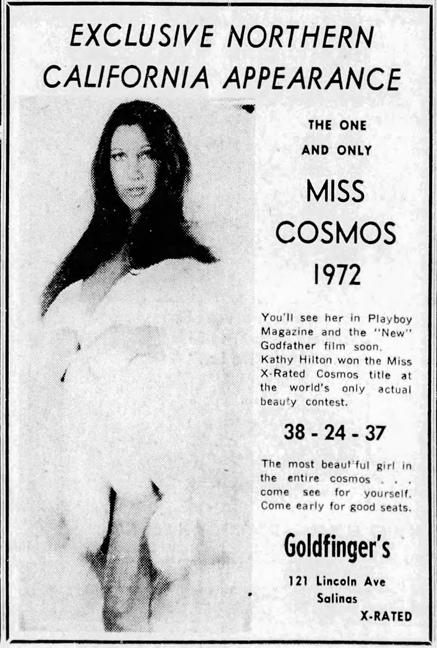 EXCLUSIVE NORTHERN
CALIFORNIA APPEARANCE
THE ONE
AND ONLY
MISS
COSMOS
1972
You'll see her in Playboy
Magazine and the "New"
Godfather film soon.
Kathy Hilton won the Miss
X-Rated Cosmos title at
the world's only actual
beauty contest.
38 - 24 - 37
The most beautiful girl in
the entire cosmos . . .
come see for yourself.
Come early for good seats.
Goldfinger's
121 Lincoln Ave
Salinas
X-RATED